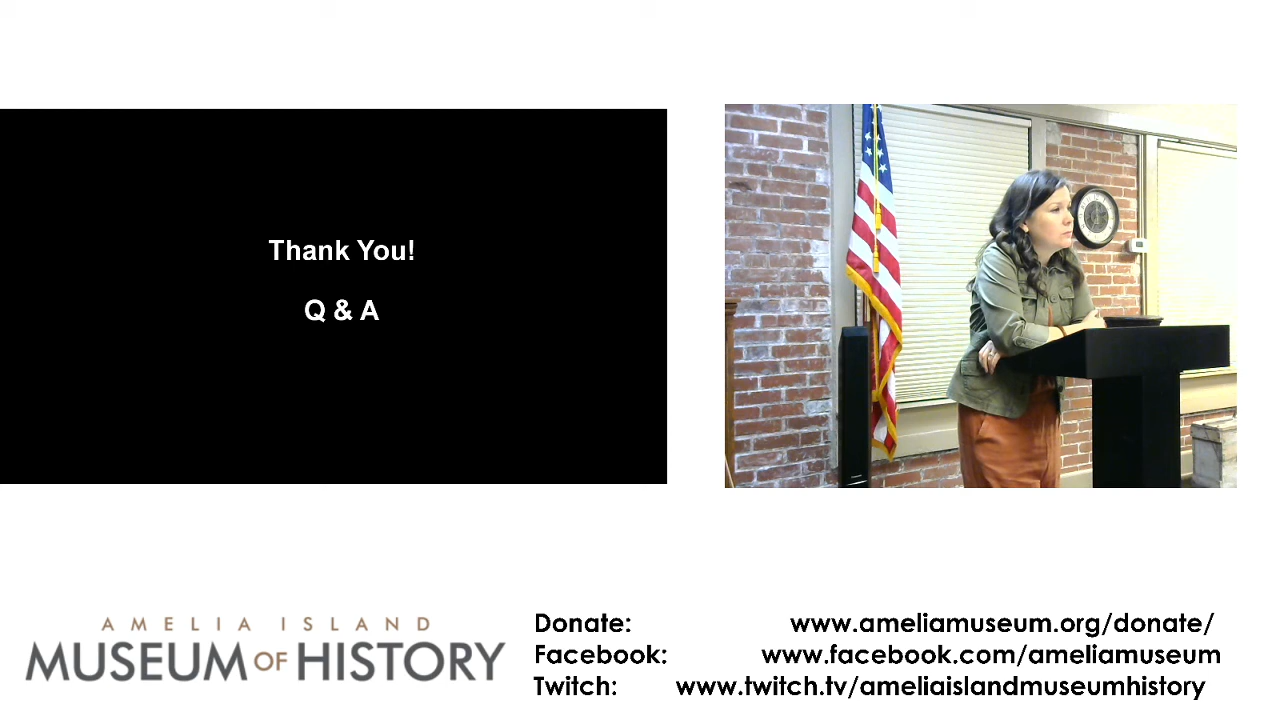 Thank You!
Q & A
AMELIA ISLAND
MUSEUM OF HISTORY
Donate: www.ameliamuseum.org/donate/
Facebook: www.facebook.com/ameliamuseum
Twitch: www.twitch.tv/ameliaislandmuseumhistory